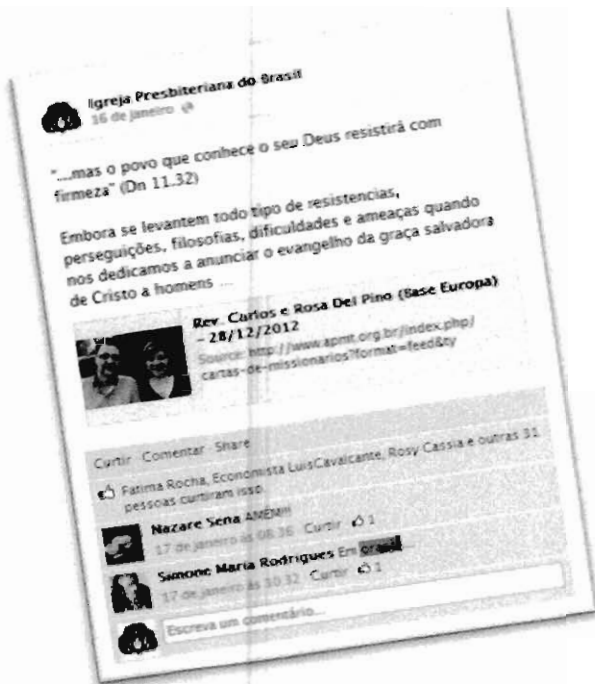 Igreja Presbiteriana do Brasil
16 de janeiro
"....mas o povo que conhece o seu Deus resistirá com
firmeza" (Dn 11.32)
Embora se levantem todo tipo de resistencias,
perseguições, filosofias, dificuldades e ameaças quando
nos dedicamos a anunciar o evangelho da graça salvadora
de Cristo a homens ...
Rev. Carlos e Rosa Del Pino (Base Europa)
- 28/12/2012
Source: http://www.apmt.org.br/index.php/
cartas-de-missionarios?format=feed&ty
Curtir · Comentar · Share
Fatima Rocha, Economista LuisCavalcante, Rosy Cassia e outras 31
pessoas curtiram isso.
Nazare Sena AMÉM!!!
17 de janeiro às 08:36 · Curtir · 1
Simone Maria Rodrigues Em oração...
17 de janeiro às 10:32 · Curtir · 1
Escreva um comentário...